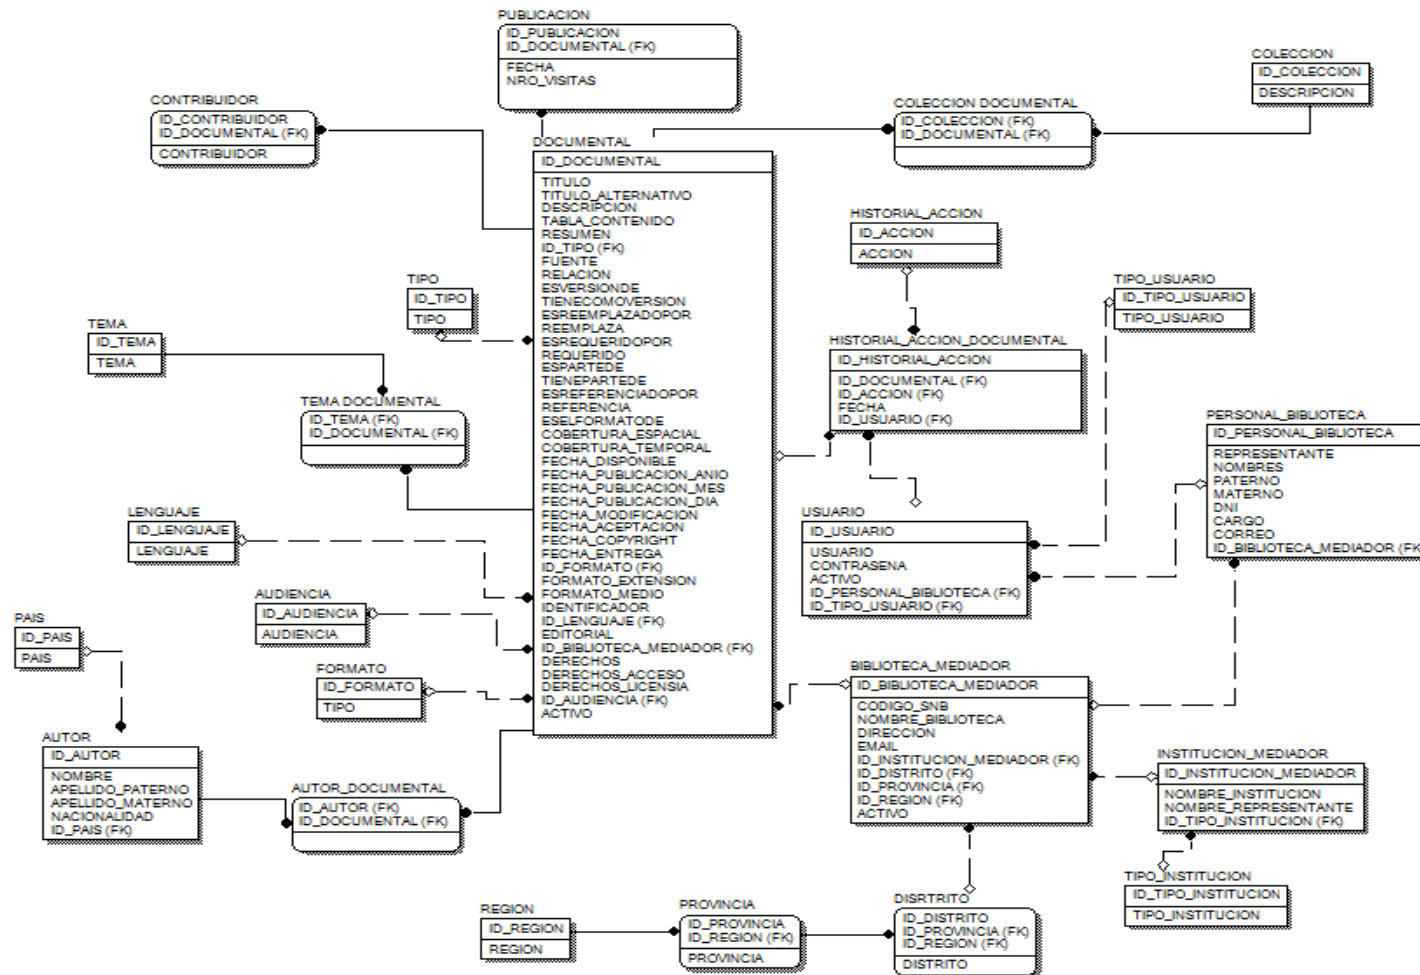 PUBLICACION
ID_PUBLICACION
ID_DOCUMENTAL (FK)
FECHA
NRO_VISITAS
COLECCION
ID_COLECCION
DESCRIPCION
CONTRIBUIDOR
ID_CONTRIBUIDOR
ID_DOCUMENTAL (FK)
CONTRIBUIDOR
COLECCION DOCUMENTAL
ID_COLECCION (FK)
ID_DOCUMENTAL (FK)
DOCUMENTAL
ID_DOCUMENTAL
TITULO
TITULO_ALTERNATIVO
DESCRIPCION
TABLA_CONTENIDO
RESUMEN
ID_TIPO (FK)
FUENTE
RELACION
ESVERSIONDE
TIENECOMOVERSION
ESREEMPLAZADOPOR
REEMPLAZA
ESREQUERIDOPOR
REQUERIDO
ESPARTEDE
TIENEPARTEDE
ESREFERENCIADOPOR
REFERENCIA
ESELFORMATODE
COBERTURA_ESPACIAL
COBERTURA_TEMPORAL
FECHA_DISPONIBLE
FECHA_PUBLICACION_ANIO
FECHA_PUBLICACION_MES
FECHA_PUBLICACION_DIA
FECHA_MODIFICACION
FECHA_ACEPTACION
FECHA_COPYRIGHT
FECHA_ENTREGA
ID_FORMATO (FK)
FORMATO_EXTENSION
FORMATO_MEDIO
IDENTIFICADOR
ID_LENGUAJE (FK)
EDITORIAL
ID_BIBLIOTECA_MEDIADOR (FK)
DERECHOS
DERECHOS_ACCESO
DERECHOS_LICENSIA
ID_AUDIENCIA (FK)
ACTIVO
HISTORIAL_ACCION
ID_ACCION
ACCION
TIPO
ID_TIPO
TIPO
TIPO_USUARIO
ID_TIPO_USUARIO
TIPO_USUARIO
TEMA
ID_TEMA
TEMA
HISTORIAL_ACCION_DOCUMENTAL
ID_HISTORIAL_ACCION
ID_DOCUMENTAL (FK)
ID_ACCION (FK)
FECHA
ID_USUARIO (FK)
TEMA DOCUMENTAL
ID_TEMA (FK)
ID_DOCUMENTAL (FK)
PERSONAL_BIBLIOTECA
ID_PERSONAL_BIBLIOTECA
REPRESENTANTE
NOMBRES
PATERNO
MATERNO
DNI
CARGO
CORREO
ID_BIBLIOTECA_MEDIADOR (FK
LENGUAJE
ID_LENGUAJE
LENGUAJE
USUARIO
ID_USUARIO
USUARIO
CONTRASENA
ACTIVO
ID_PERSONAL_BIBLIOTECA (FK)
ID_TIPO_USUARIO (FK)
AUDIENCIA
ID_AUDIENCIA
AUDIENCIA
PAIS
ID_PAIS
PAIS
FORMATO
ID_FORMATO
TIPO
BIBLIOTECA_MEDIADOR
ID_BIBLIOTECA_MEDIADOR
CODIGO_SNB
NOMBRE_BIBLIOTECA
DIRECCION
EMAIL
ID_INSTITUCION_MEDIADOR (FK)
ID_DISTRITO (FK)
ID_PROVINCIA (FK)
ID_REGION (FK)
ACTIVO
AUTOR
ID_AUTOR
NOMBRE
APELLIDO_PATERNO
APELLIDO_MATERNO
NACIONALIDAD
ID_PAIS (FK)
INSTITUCION_MEDIADOR
ID_INSTITUCION_MEDIADOR
NOMBRE_INSTITUCION
NOMBRE_REPRESENTANTE
ID_TIPO_INSTITUCION (FK)
AUTOR_DOCUMENTAL
ID_AUTOR (FK)
ID_DOCUMENTAL (FK)
TIPO_INSTITUCION
ID_TIPO_INSTITUCION
TIPO_INSTITUCION
REGION
ID_REGION
REGION
PROVINCIA
ID_PROVINCIA
ID_REGION (FK)
PROVINCIA
DISRTRITO
ID_DISTRITO
ID_PROVINCIA (FK)
ID_REGION (FK)
DISTRITO